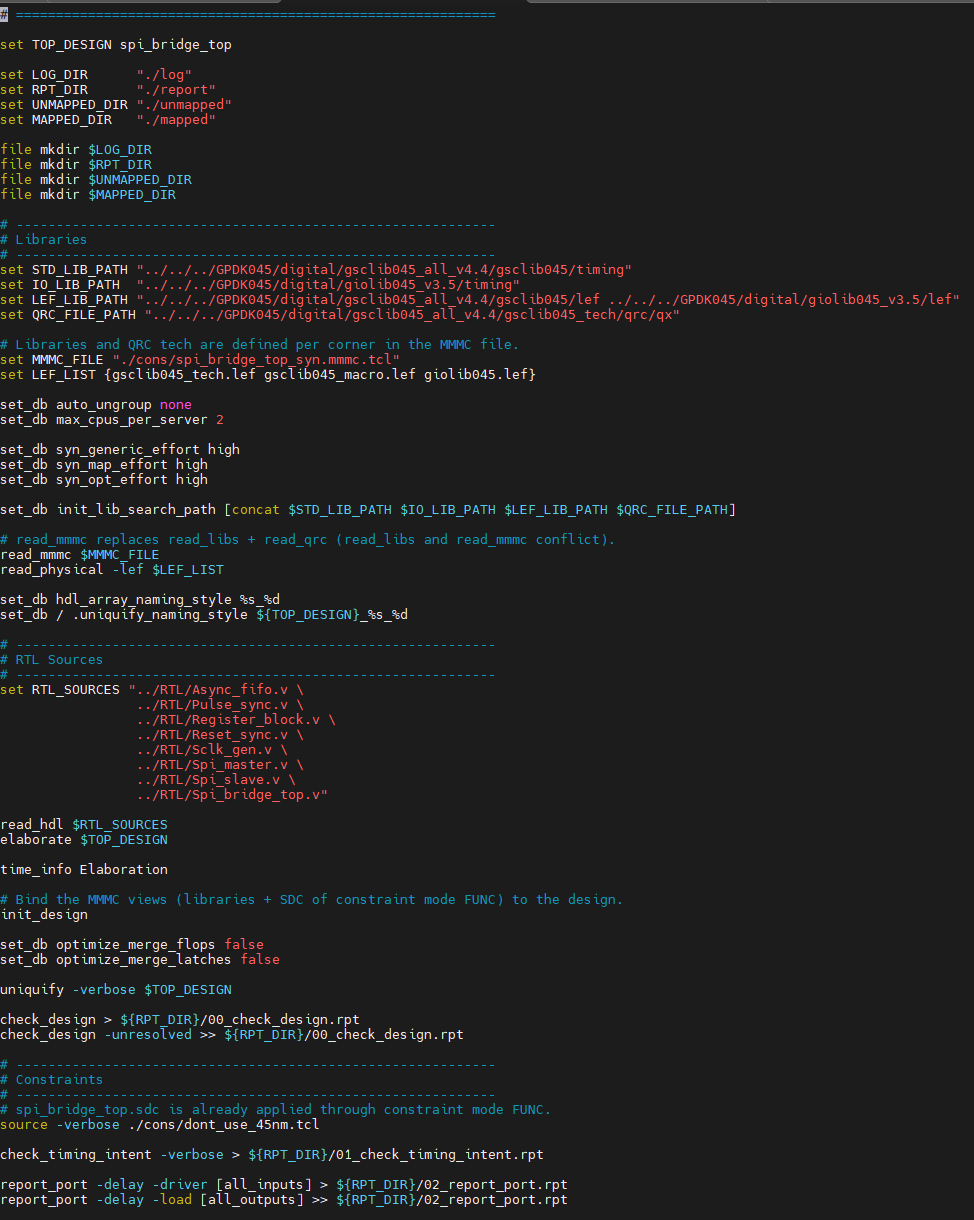 # ============================================================
set TOP_DESIGN spi_bridge_top
set LOG_DIR      "./log"
set RPT_DIR      "./report"
set UNMAPPED_DIR "./unmapped"
set MAPPED_DIR   "./mapped"
file mkdir $LOG_DIR
file mkdir $RPT_DIR
file mkdir $UNMAPPED_DIR
file mkdir $MAPPED_DIR
# ------------------------------------------------------------
# Libraries
# ------------------------------------------------------------
set STD_LIB_PATH "../../../GPDK045/digital/gsclib045_all_v4.4/gsclib045/timing"
set IO_LIB_PATH  "../../../GPDK045/digital/giolib045_v3.5/timing"
set LEF_LIB_PATH "../../../GPDK045/digital/gsclib045_all_v4.4/gsclib045/lef ../../../GPDK045/digital/giolib045_v3.5/lef"
set QRC_FILE_PATH "../../../GPDK045/digital/gsclib045_all_v4.4/gsclib045_tech/qrc/qx"
# Libraries and QRC tech are defined per corner in the MMMC file.
set MMMC_FILE "./cons/spi_bridge_top_syn.mmmc.tcl"
set LEF_LIST {gsclib045_tech.lef gsclib045_macro.lef giolib045.lef}
set_db auto_ungroup none
set_db max_cpus_per_server 2
set_db syn_generic_effort high
set_db syn_map_effort high
set_db syn_opt_effort high
set_db init_lib_search_path [concat $STD_LIB_PATH $IO_LIB_PATH $LEF_LIB_PATH $QRC_FILE_PATH]
# read_mmmc replaces read_libs + read_qrc (read_libs and read_mmmc conflict).
read_mmmc $MMMC_FILE
read_physical -lef $LEF_LIST
set_db hdl_array_naming_style %s_%d
set_db / .uniquify_naming_style ${TOP_DESIGN}_%s_%d
# ------------------------------------------------------------
# RTL Sources
# ------------------------------------------------------------
set RTL_SOURCES "../RTL/Async_fifo.v \
                 ../RTL/Pulse_sync.v \
                 ../RTL/Register_block.v \
                 ../RTL/Reset_sync.v \
                 ../RTL/Sclk_gen.v \
                 ../RTL/Spi_master.v \
                 ../RTL/Spi_slave.v \
                 ../RTL/Spi_bridge_top.v"
read_hdl $RTL_SOURCES
elaborate $TOP_DESIGN
time_info Elaboration
# Bind the MMMC views (libraries + SDC of constraint mode FUNC) to the design.
init_design
set_db optimize_merge_flops false
set_db optimize_merge_latches false
uniquify -verbose $TOP_DESIGN
check_design > ${RPT_DIR}/00_check_design.rpt
check_design -unresolved >> ${RPT_DIR}/00_check_design.rpt
# ------------------------------------------------------------
# Constraints
# ------------------------------------------------------------
# spi_bridge_top.sdc is already applied through constraint mode FUNC.
source -verbose ./cons/dont_use_45nm.tcl
check_timing_intent -verbose > ${RPT_DIR}/01_check_timing_intent.rpt
report_port -delay -driver [all_inputs] > ${RPT_DIR}/02_report_port.rpt
report_port -delay -load [all_outputs] >> ${RPT_DIR}/02_report_port.rpt